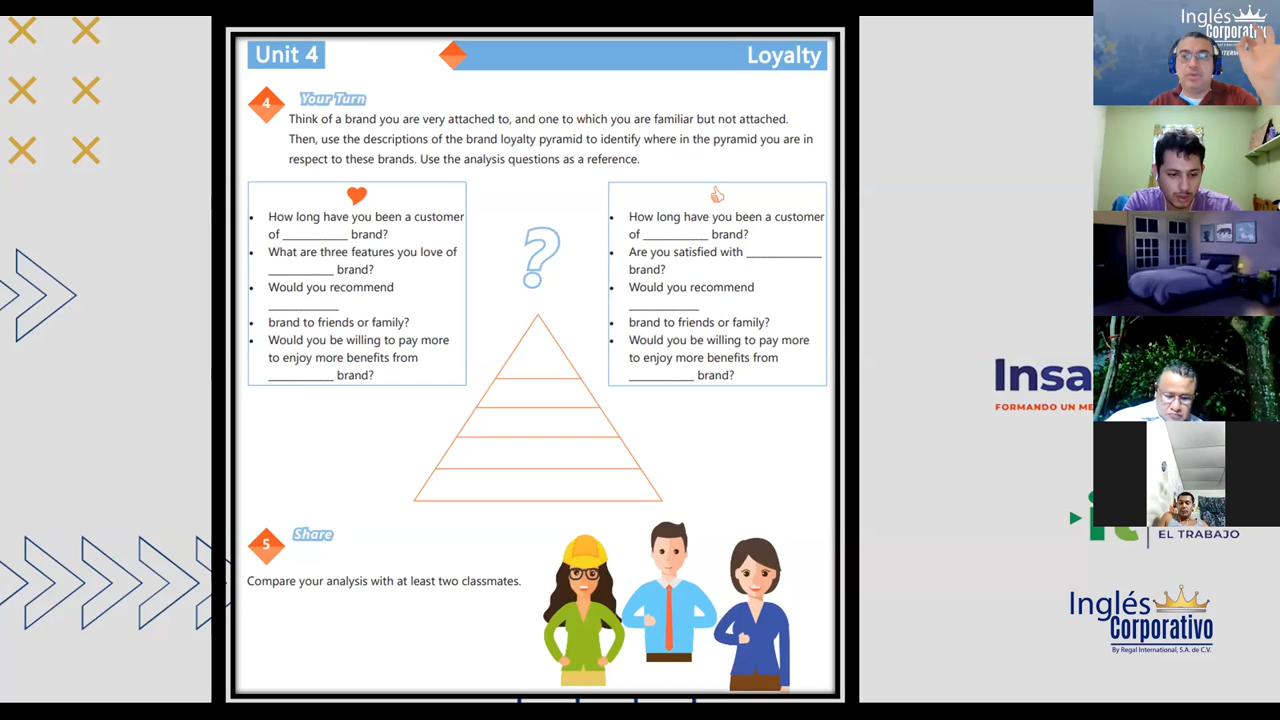 Unit 4
Loyalty
4
Your Turn
Think of a brand you are very attached to, and one to which you are familiar but not attached.
Then, use the descriptions of the brand loyalty pyramid to identify where in the pyramid you are in
respect to these brands. Use the analysis questions as a reference.
• How long have you been a customer
of __________ brand?
• What are three features you love of
__________ brand?
• Would you recommend
___________
• brand to friends or family?
• Would you be willing to pay more
to enjoy more benefits from
__________ brand?
?
• How long have you been a customer
of __________ brand?
• Are you satisfied with ____________
brand?
• Would you recommend
___________
• brand to friends or family?
• Would you be willing to pay more
to enjoy more benefits from
__________ brand?
5
Share
Compare your analysis with at least two classmates.
Inglés
Corporativo
Insa
FORMANDO UN ME
EL TRABAJO
Inglés
Corporativo
By Regal International, S.A. de C.V.